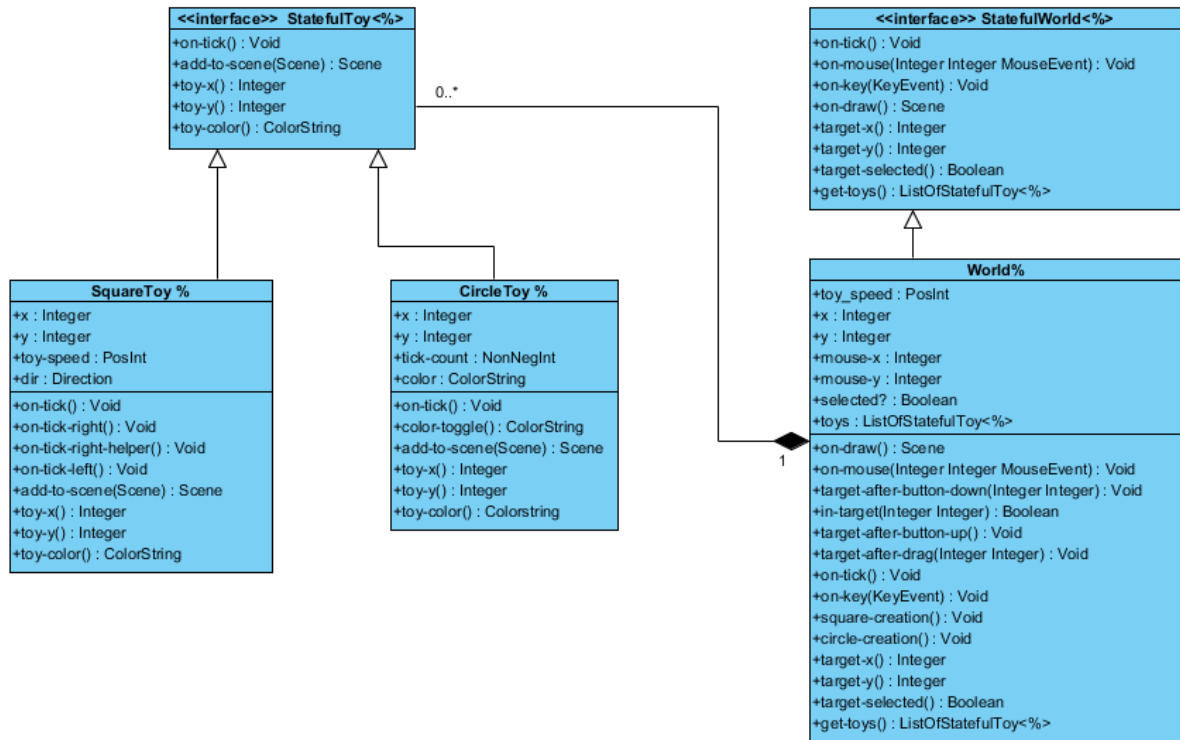 <<interface>> StatefulToy<%>
+on-tick() : Void
+add-to-scene(Scene) : Scene
+toy-x() : Integer
+toy-y() : Integer
+toy-color() : ColorString
<<interface>> StatefulWorld<%>
+on-tick() : Void
+on-mouse(Integer Integer MouseEvent) : Void
+on-key(KeyEvent) : Void
+on-draw() : Scene
+target-x() : Integer
+target-y() : Integer
+target-selected() : Boolean
+get-toys() : ListOfStatefulToy<%>
0..*
SquareToy %
+x : Integer
+y : Integer
+toy-speed : PosInt
+dir : Direction
+on-tick() : Void
+on-tick-right() : Void
+on-tick-right-helper() : Void
+on-tick-left() : Void
+add-to-scene(Scene) : Scene
+toy-x() : Integer
+toy-y() : Integer
+toy-color() : ColorString
CircleToy %
+x : Integer
+y : Integer
+tick-count : NonNegInt
+color : ColorString
+on-tick() : Void
+color-toggle() : ColorString
+add-to-scene(Scene) : Scene
+toy-x() : Integer
+toy-y() : Integer
+toy-color() : Colorstring
1
World%
+toy_speed : PosInt
+x : Integer
+y : Integer
+mouse-x : Integer
+mouse-y : Integer
+selected? : Boolean
+toys : ListOfStatefulToy<%>
+on-draw() : Scene
+on-mouse(Integer Integer MouseEvent) : Void
+target-after-button-down(Integer Integer) : Void
+in-target(Integer Integer) : Boolean
+target-after-button-up() : Void
+target-after-drag(Integer Integer) : Void
+on-tick() : Void
+on-key(KeyEvent) : Void
+square-creation() : Void
+circle-creation() : Void
+target-x() : Integer
+target-y() : Integer
+target-selected() : Boolean
+get-toys() : ListOfStatefulToy<%>